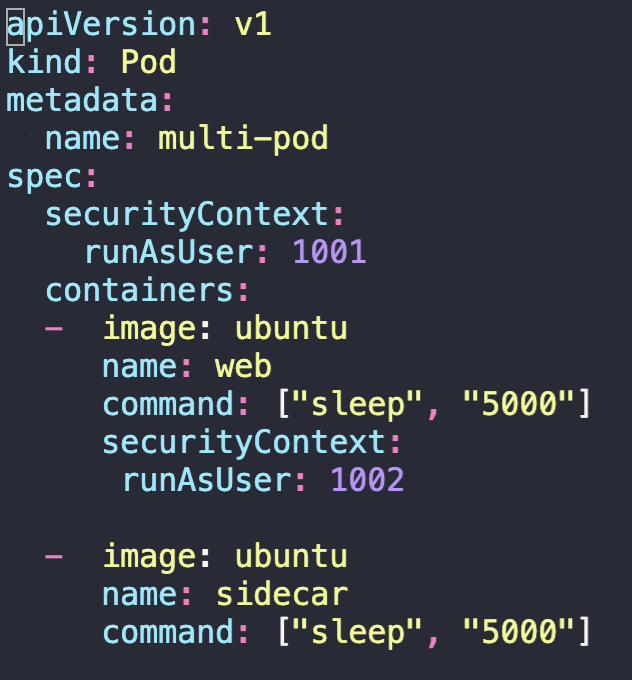 apiVersion: v1
kind: Pod
metadata:
  name: multi-pod
spec:
  securityContext:
    runAsUser: 1001
  containers:
  -  image: ubuntu
     name: web
     command: ["sleep", "5000"]
     securityContext:
      runAsUser: 1002

  -  image: ubuntu
     name: sidecar
     command: ["sleep", "5000"]